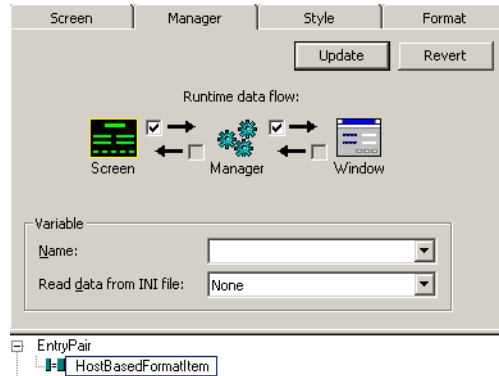 Screen Manager Style Format
Update Revert
Runtime data flow:
Screen Manager Window
Variable
Name:
Read data from INI file: None
EntryPair
HostBasedFormatItem